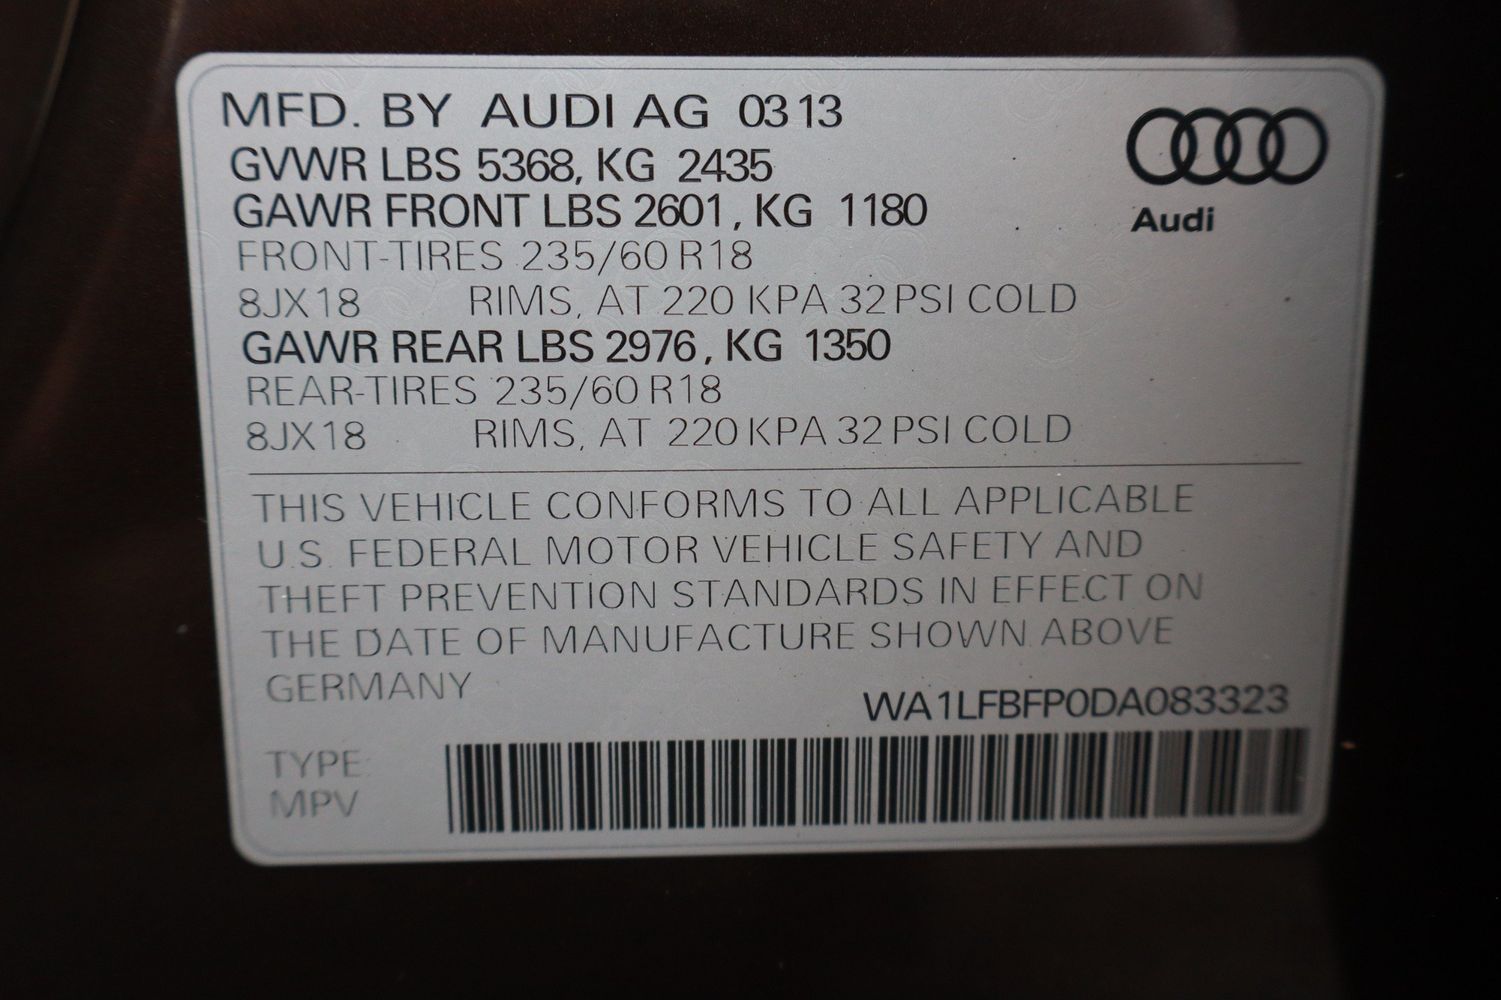 MFD. BY AUDI AG 0313
GVWR LBS 5368, KG 2435
GAWR FRONT LBS 2601, KG 1180
FRONT-TIRES 235/60 R18
8JX18 RIMS, AT 220 KPA 32 PSI COLD
GAWR REAR LBS 2976, KG 1350
REAR-TIRES 235/60 R18
8JX18 RIMS, AT 220 KPA 32 PSI COLD
Audi
THIS VEHICLE CONFORMS TO ALL APPLICABLE
U.S. FEDERAL MOTOR VEHICLE SAFETY AND
THEFT PREVENTION STANDARDS IN EFFECT ON
THE DATE OF MANUFACTURE SHOWN ABOVE
GERMANY
WA1LFBFP0DA083323
TYPE:
MPV